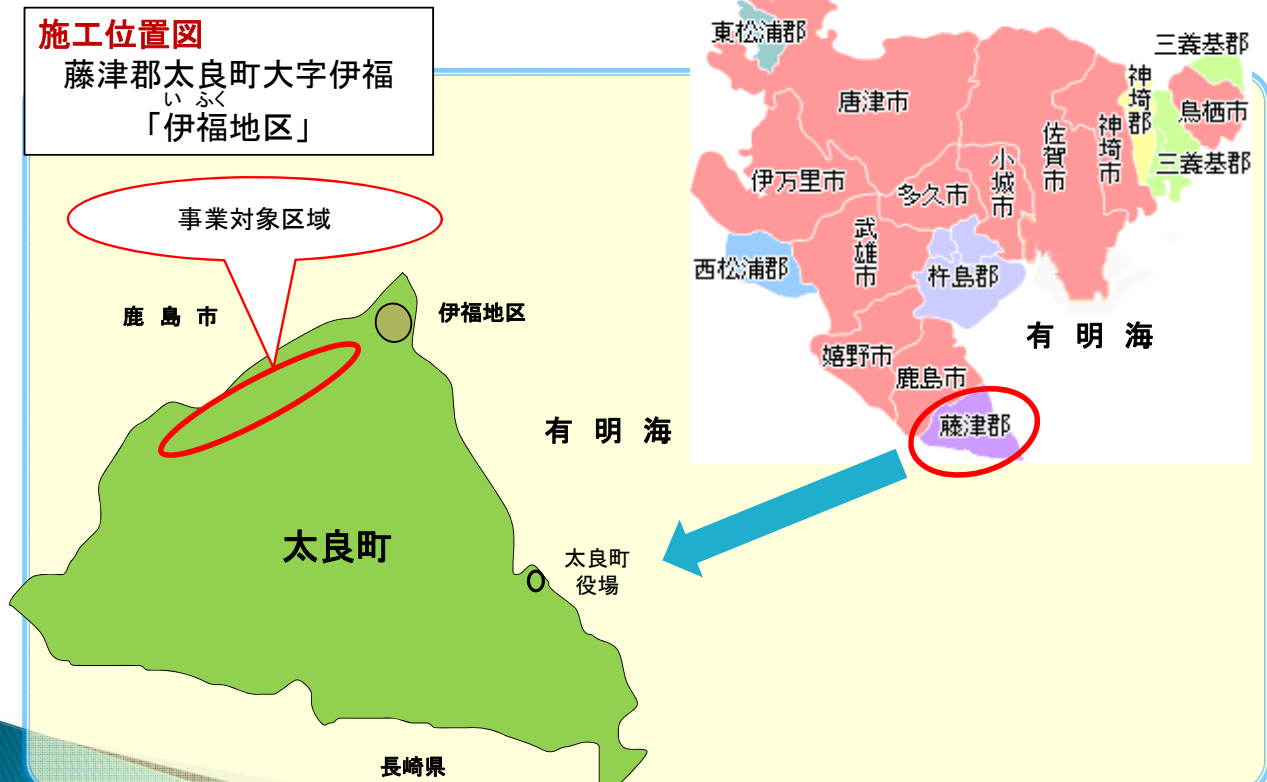 施工位置図
藤津郡太良町大字伊福
い ふく
「伊福地区」
事業対象区域
鹿島市
伊福地区
有明海
太良町
太良町
役場
長崎県
東松浦郡
三養基郡
神埼郡
鳥栖市
唐津市
佐賀市
神埼市
三養基郡
小城市
伊万里市
多久市
武雄市
西松浦郡
杵島郡
有明海
嬉野市
鹿島市
藤津郡